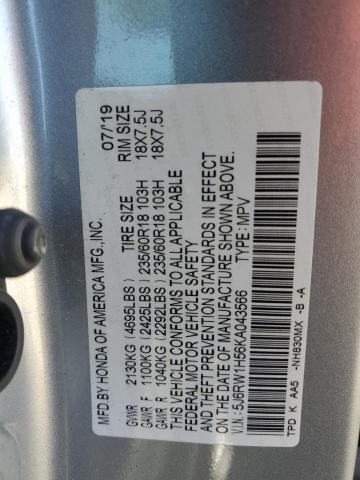 MFD.BY HONDA OF AMERICA MFG.,INC. 07/19
TIRE SIZE RIM SIZE
GVWR 2130KG (4695LBS)
GAWR F 1100KG (2425LBS) 235/60R18 103H 18X7.5J
GAWR R 1040KG (2292LBS) 235/60R18 103H 18X7.5J
THIS VEHICLE CONFORMS TO ALL APPLICABLE
FEDERAL MOTOR VEHICLE SAFETY
AND THEFT PREVENTION STANDARDS IN EFFECT
ON THE DATE OF MANUFACTURE SHOWN ABOVE.
V.I.N.: 5J6RW1H56KA043566 TYPE: MPV
TPD K AA5 -NH830MX -B -A